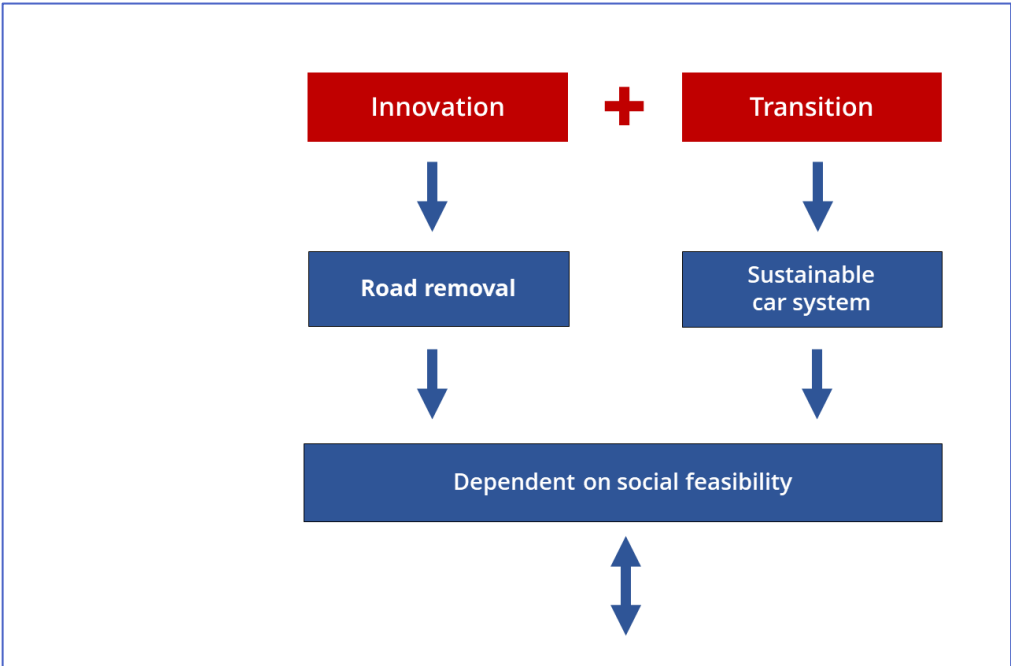 Innovation
Transition
Road removal
Sustainable
car system
Dependent on social feasibility